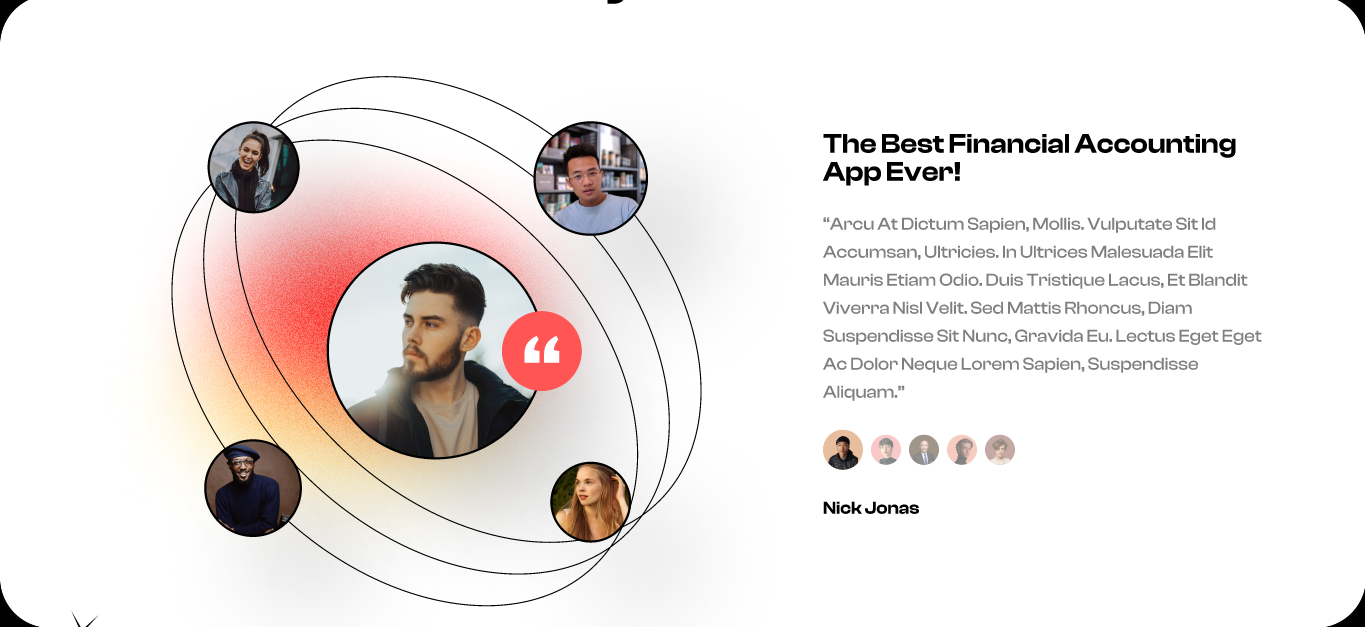 The Best Financial Accounting
App Ever!
“Arcu At Dictum Sapien, Mollis. Vulputate Sit Id
Accumsan, Ultricies. In Ultrices Malesuada Elit
Mauris Etiam Odio. Duis Tristique Lacus, Et Blandit
Viverra Nisl Velit. Sed Mattis Rhoncus, Diam
Suspendisse Sit Nunc, Gravida Eu. Lectus Eget Eget
Ac Dolor Neque Lorem Sapien, Suspendisse
Aliquam.”
Nick Jonas